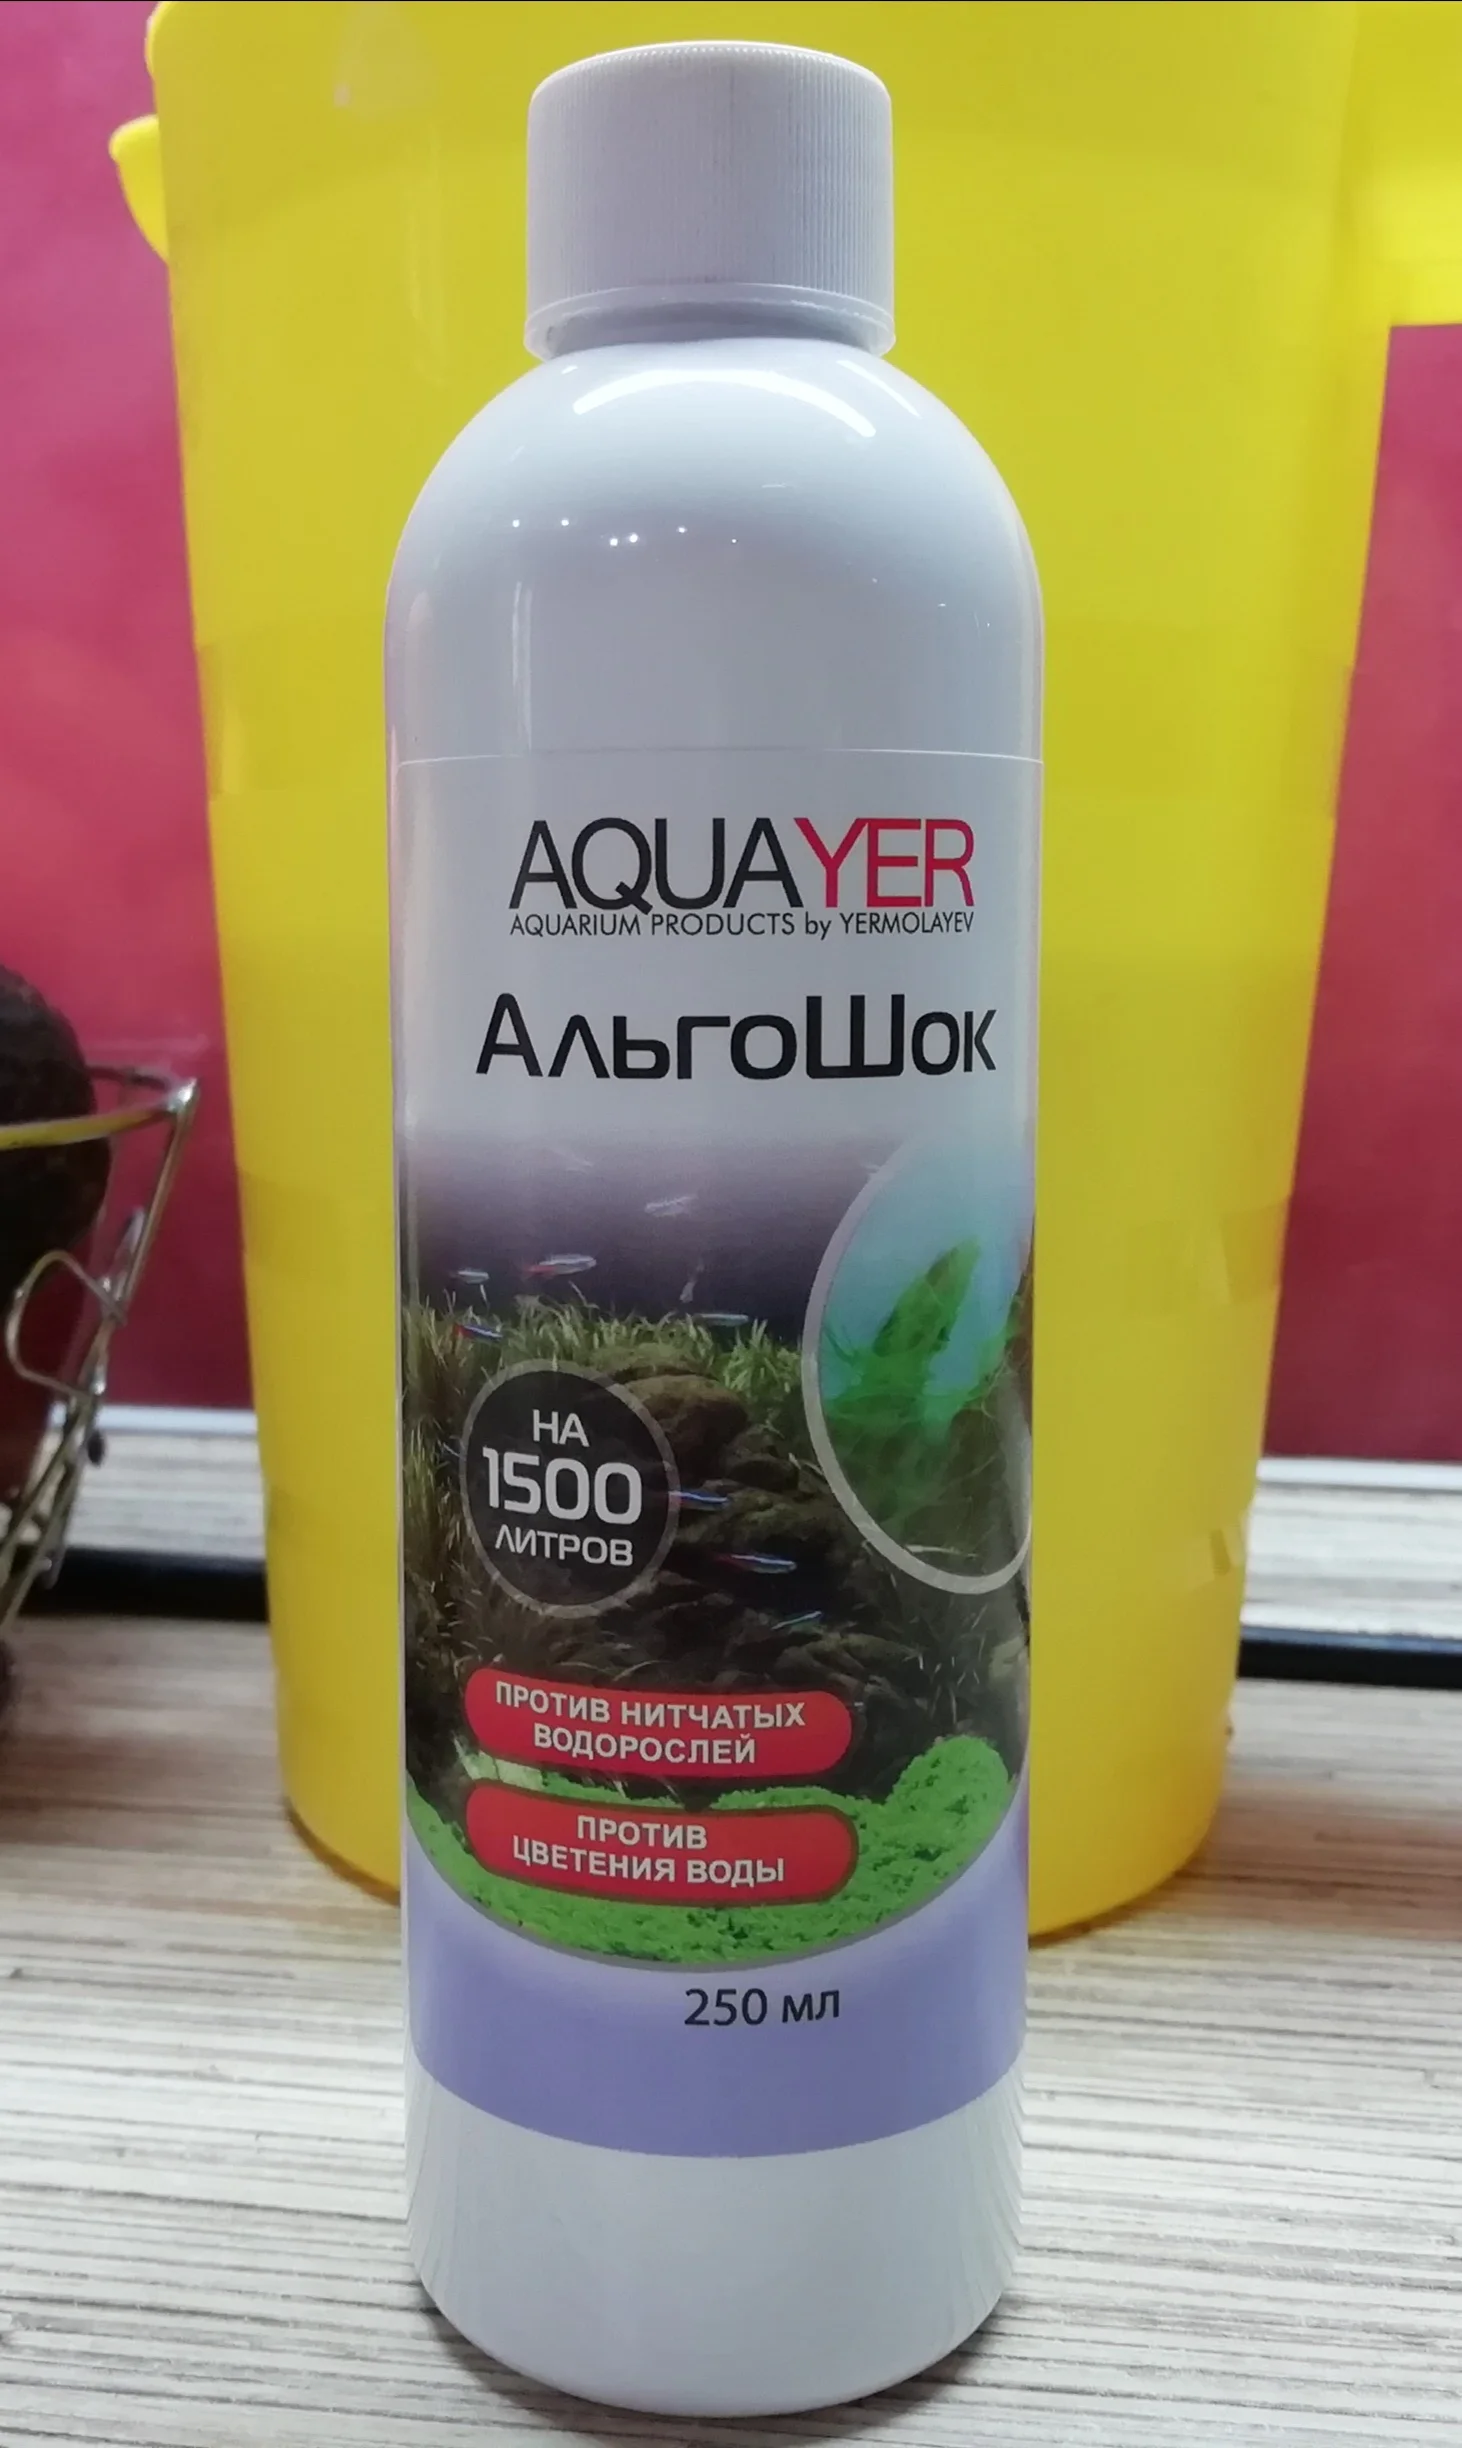 AQUAYER
AQUARIUM PRODUCTS by YERMOLAYEV
АльгоШок
НА
1500
ЛИТРОВ
ПРОТИВ НИТЧАТЫХ
ВОДОРОСЛЕЙ
ПРОТИВ
ЦВЕТЕНИЯ ВОДЫ
250 мл